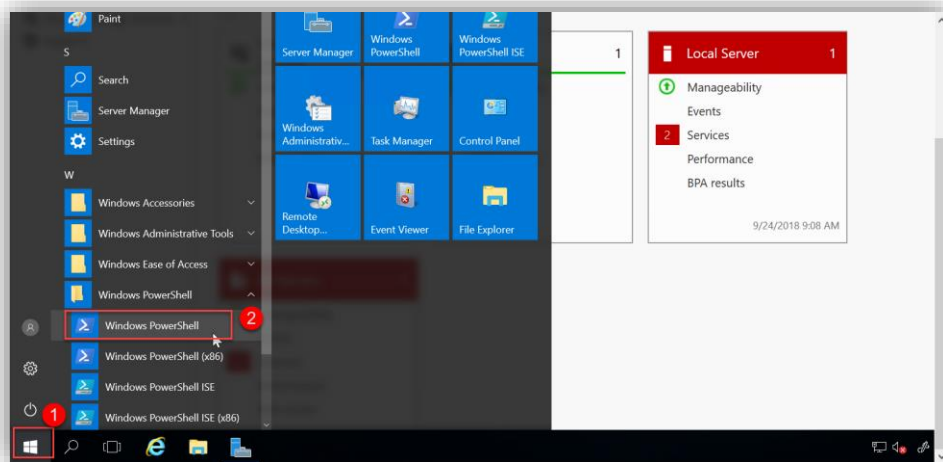 Paint
S
Search
Server Manager
Settings
W
Windows Accessories
Windows Administrative Tools
Windows Ease of Access
Windows PowerShell
Windows PowerShell
2
Windows PowerShell (x86)
Windows PowerShell ISE
1
Windows PowerShell ISE (x86)
Server Manager
Windows
PowerShell
Windows
PowerShell ISE
Windows
Administrativ...
Task Manager
Control Panel
Remote
Desktop...
Event Viewer
File Explorer
1
Local Server 1
Manageability
Events
2 Services
Performance
BPA results
9/24/2018 9:08 AM